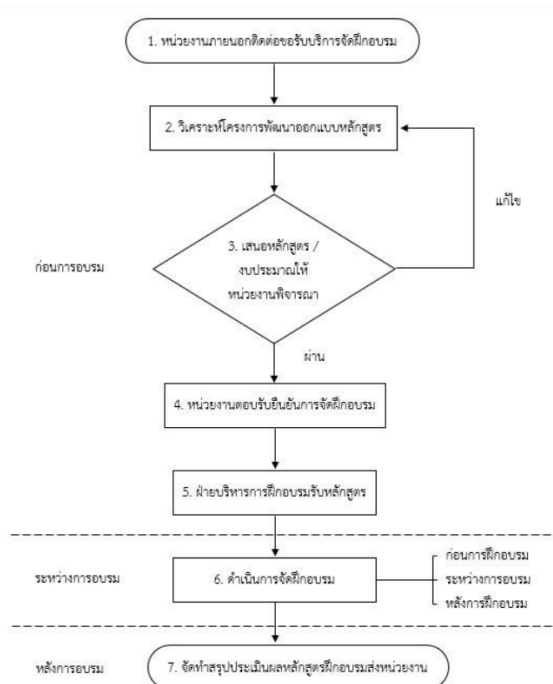 1. หน่วยงานภายนอกติดต่อขอรับบริการจัดฝึกอบรม
2. วิเคราะห์โครงการพัฒนาออกแบบหลักสูตร
แก้ไข
3. เสนอหลักสูตร /
งบประมาณให้
หน่วยงานพิจารณา
ก่อนการอบรม
ผ่าน
4. หน่วยงานตอบรับยืนยันการจัดฝึกอบรม
5. ฝ่ายบริหารการฝึกอบรมรับหลักสูตร
ระหว่างการอบรม
6. ดำเนินการจัดฝึกอบรม
ก่อนการฝึกอบรม
ระหว่างการอบรม
หลังการฝึกอบรม
หลังการอบรม
7. จัดทำสรุปประเมินผลหลักสูตรฝึกอบรมส่งหน่วยงาน